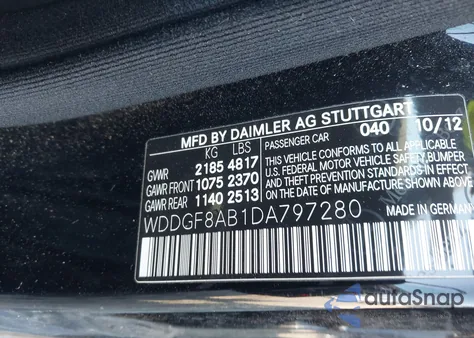 MFD BY DAIMLER AG STUTTGART
KG LBS
GVWR 2185 4817
GAWR FRONT 1075 2370
GAWR REAR 1140 2513
PASSENGER CAR 040 10/12
THIS VEHICLE CONFORMS TO ALL APPLICABLE
U.S. FEDERAL MOTOR VEHICLE SAFETY, BUMPER
AND THEFT PREVENTION STANDARDS IN EFFECT
ON THE DATE OF MANUFACTURE SHOWN ABOVE.
WDDGF8AB1DA797280
MADE IN GERMANY
autoSnap